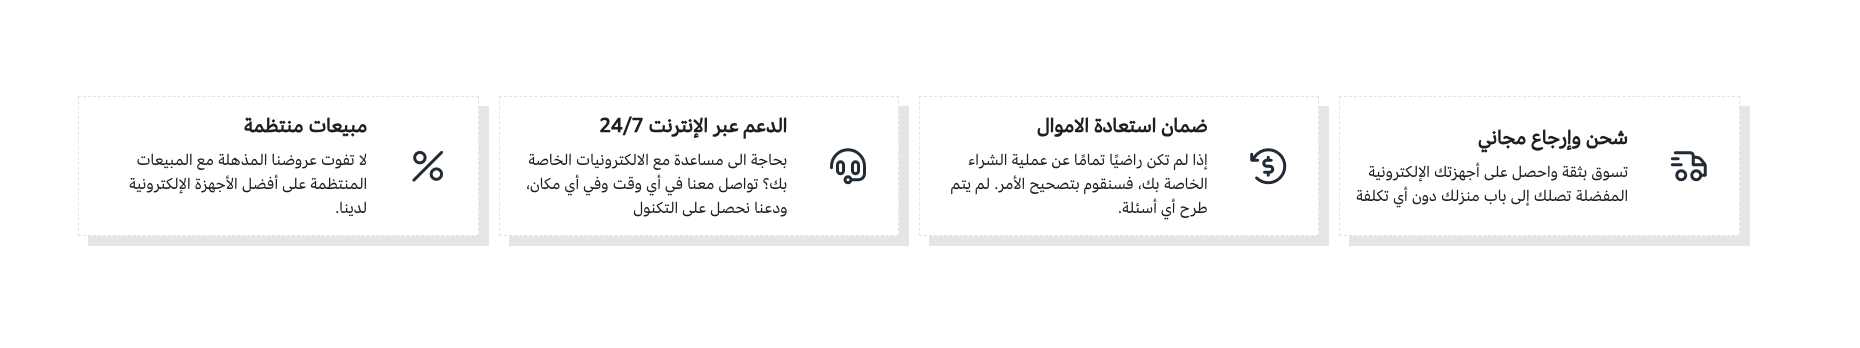 شحن وإرجاع مجاني
تسوق بثقة واحصل على أجهزتك الإلكترونية
المفضلة تصلك إلى باب منزلك دون أي تكلفة
ضمان استعادة الاموال
إذا لم تكن راضيًا تمامًا عن عملية الشراء
الخاصة بك، فسنقوم بتصحيح الأمر. لم يتم
طرح أي أسئلة.
الدعم عبر الإنترنت 24/7
بحاجة الى مساعدة مع الالكترونيات الخاصة
بك؟ تواصل معنا في أي وقت وفي أي مكان،
ودعنا نحصل على التكنول
مبيعات منتظمة
لا تفوت عروضنا المذهلة مع المبيعات
المنتظمة على أفضل الأجهزة الإلكترونية
لدينا.